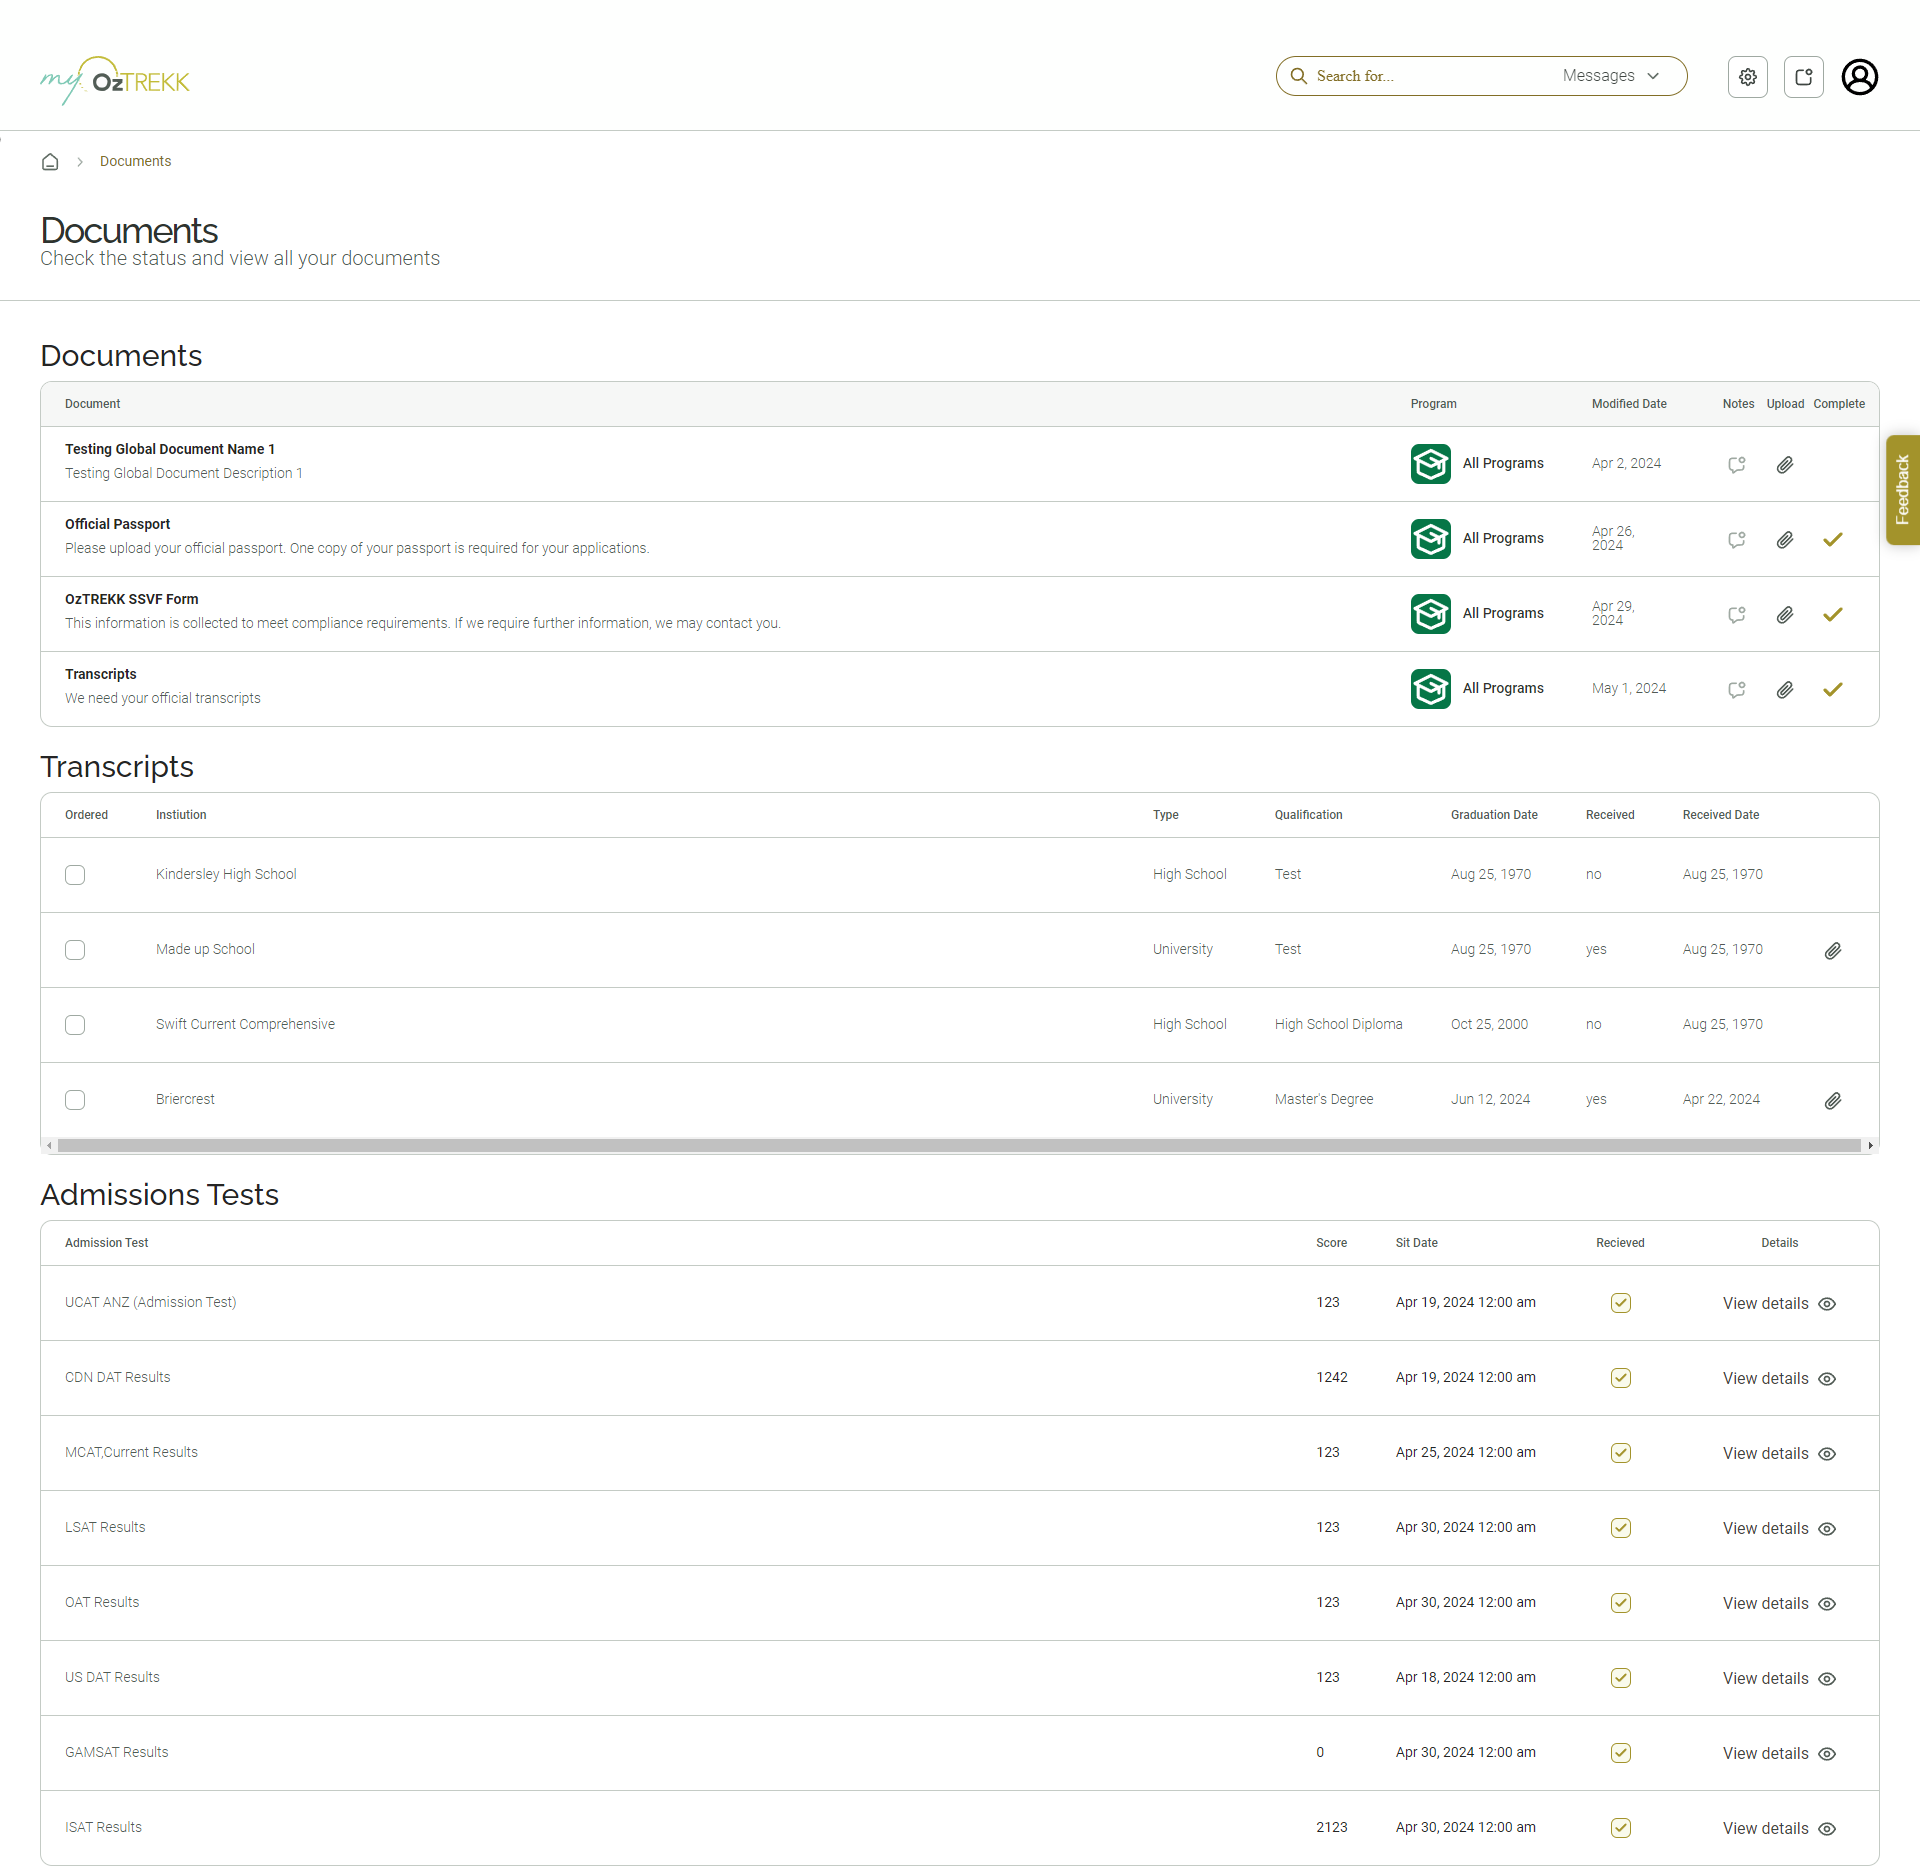 my OzTREKK
Search for... Messages
Documents
Documents
Check the status and view all your documents
Feedback
Documents
Document Program Modified Date Notes Upload Complete
Testing Global Document Name 1
Testing Global Document Description 1
All Programs Apr 2, 2024
Official Passport
Please upload your official passport. One copy of your passport is required for your applications.
All Programs Apr 26,
2024
OzTREKK SSVF Form
This information is collected to meet compliance requirements. If we require further information, we may contact you.
All Programs Apr 29,
2024
Transcripts
We need your official transcripts
All Programs May 1, 2024
Transcripts
Ordered Instiution Type Qualification Graduation Date Received Received Date
Kindersley High School High School Test Aug 25, 1970 no Aug 25, 1970
Made up School University Test Aug 25, 1970 yes Aug 25, 1970
Swift Current Comprehensive High School High School Diploma Oct 25, 2000 no Aug 25, 1970
Briercrest University Master's Degree Jun 12, 2024 yes Apr 22, 2024
Admissions Tests
Admission Test Score Sit Date Recieved Details
UCAT ANZ (Admission Test) 123 Apr 19, 2024 12:00 am View details
CDN DAT Results 1242 Apr 19, 2024 12:00 am View details
MCAT,Current Results 123 Apr 25, 2024 12:00 am View details
LSAT Results 123 Apr 30, 2024 12:00 am View details
OAT Results 123 Apr 30, 2024 12:00 am View details
US DAT Results 123 Apr 18, 2024 12:00 am View details
GAMSAT Results 0 Apr 30, 2024 12:00 am View details
ISAT Results 2123 Apr 30, 2024 12:00 am View details